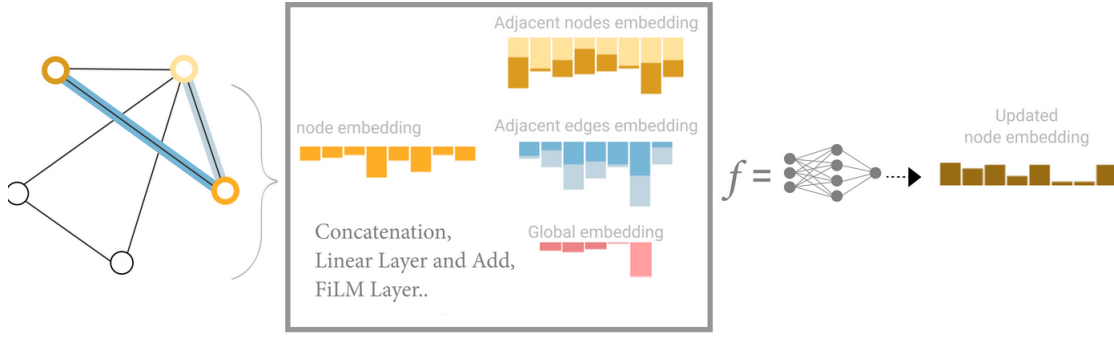 Adjacent nodes embedding
node embedding
Adjacent edges embedding
Global embedding
Concatenation,
Linear Layer and Add,
FiLM Layer..
f =
Updated
node embedding